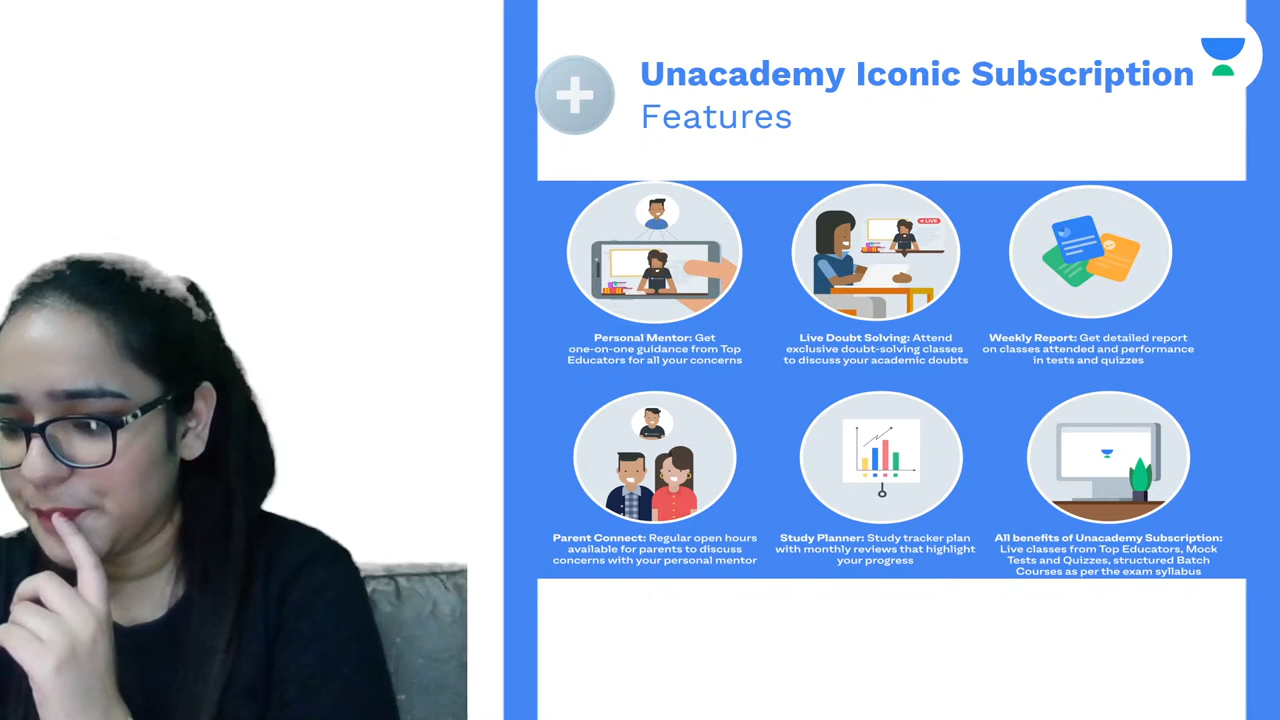 Unacademy Iconic Subscription
Features
LIVE
Personal Mentor: Get
one-on-one guidance from Top
Educators for all your concerns
Live Doubt Solving: Attend
exclusive doubt-solving classes
to discuss your academic doubts
Weekly Report: Get detailed report
on classes attended and performance
in tests and quizzes
Parent Connect: Regular open hours
available for parents to discuss
concerns with your personal mentor
Study Planner: Study tracker plan
with monthly reviews that highlight
your progress
All benefits of Unacademy Subscription:
Live classes from Top Educators, Mock
Tests and Quizzes, structured Batch
Courses as per the exam syllabus